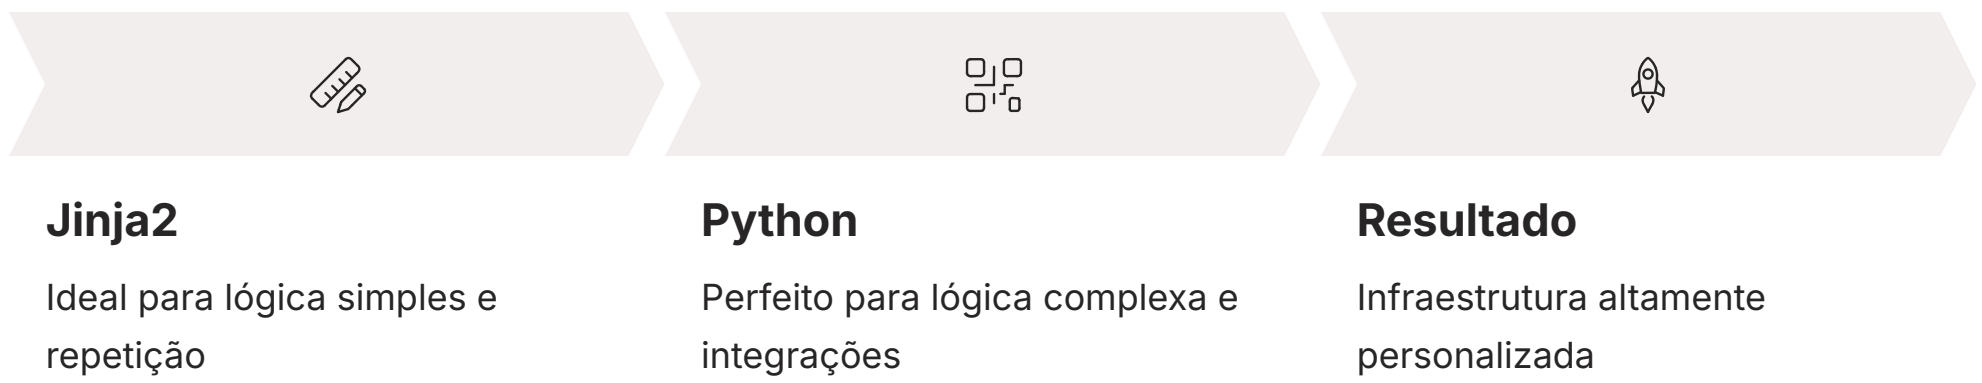 Jinja2
Ideal para lógica simples e
repetição
Python
Perfeito para lógica complexa e
integrações
Resultado
Infraestrutura altamente
personalizada